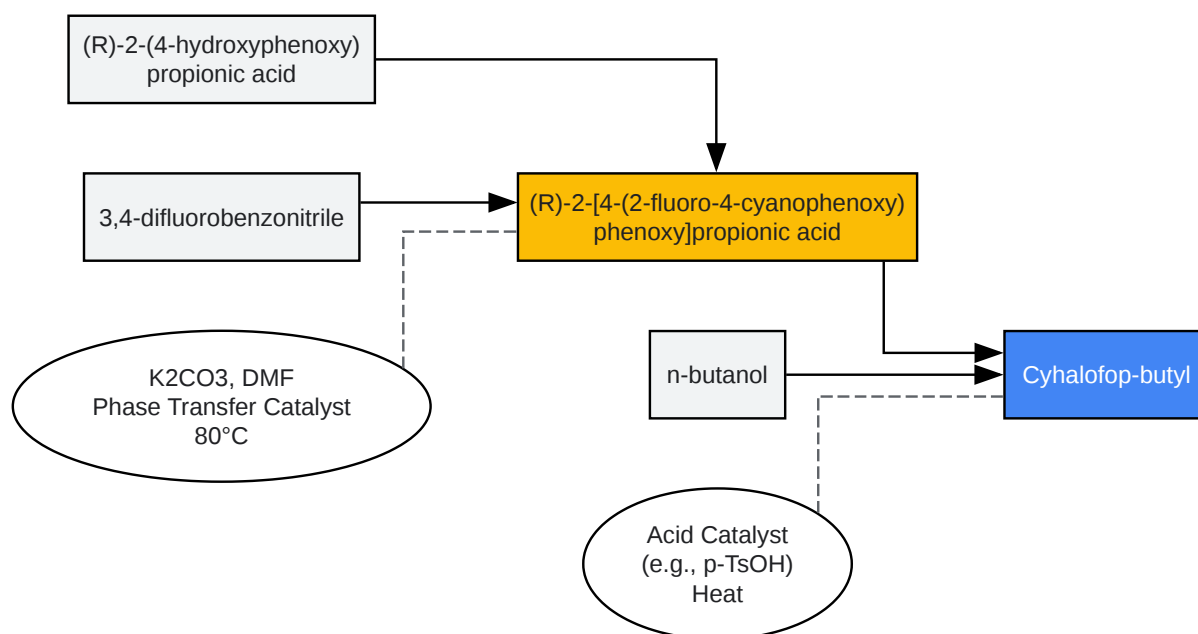 (R)-2-(4-hydroxyphenoxy)
propionic acid
3,4-difluorobenzonitrile
(R)-2-[4-(2-fluoro-4-cyanophenoxy)
phenoxy]propionic acid
K2CO3, DMF
Phase Transfer Catalyst
80°C
n-butanol
Cyhalofop-butyl
Acid Catalyst
(e.g., p-TsOH)
Heat